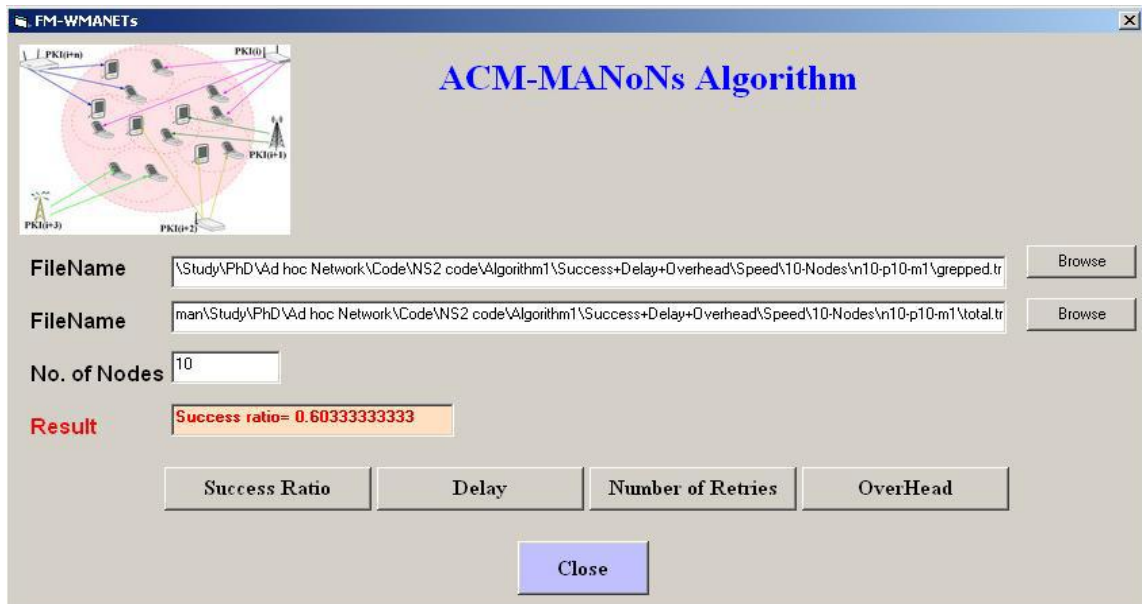 FM-WMANETs
PKI(i+n)
PKI(i)
ACM-MANoNs Algorithm
PKI(i+1)
PKI(i+3)
PKI(i+2)
FileName
\Study\PhD\Ad hoc Network\Code\NS2 code\Algorithm1\Success+Delay+Overhead\Speed\10-Nodes\n10-p10-m1\grepped.tr
Browse
FileName
man\Study\PhD\Ad hoc Network\Code\NS2 code\Algorithm1\Success+Delay+Overhead\Speed\10-Nodes\n10-p10-m1\total.tr
Browse
No. of Nodes
10
Result
Success ratio= 0.60333333333
Success Ratio
Delay
Number of Retries
OverHead
Close